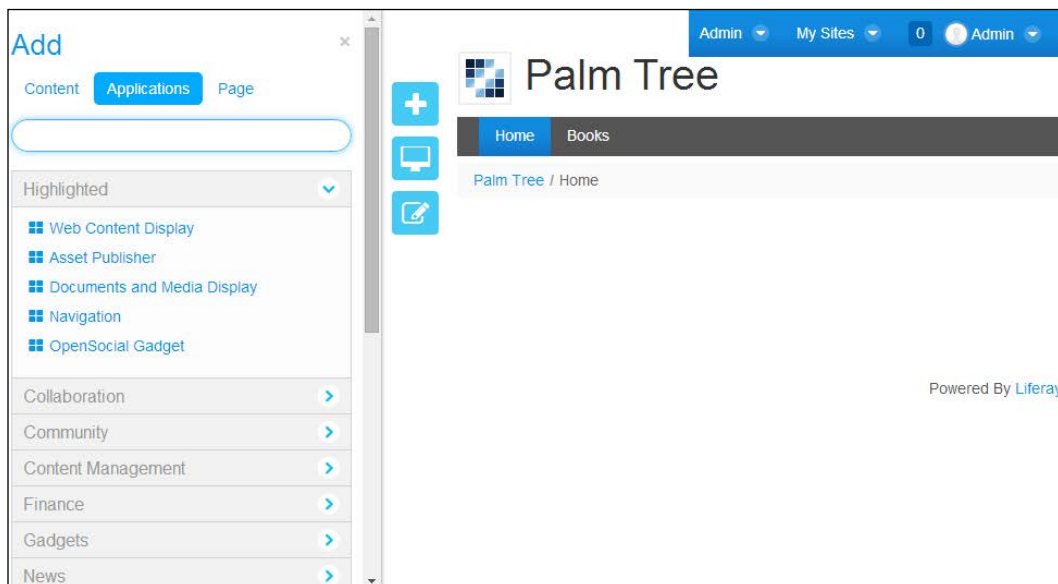 Add
×
Content Applications Page
Highlighted
Web Content Display
Asset Publisher
Documents and Media Display
Navigation
OpenSocial Gadget
Collaboration
Community
Content Management
Finance
Gadgets
News
Admin My Sites 0 Admin
Palm Tree
Home Books
Palm Tree / Home
Powered By Liferay